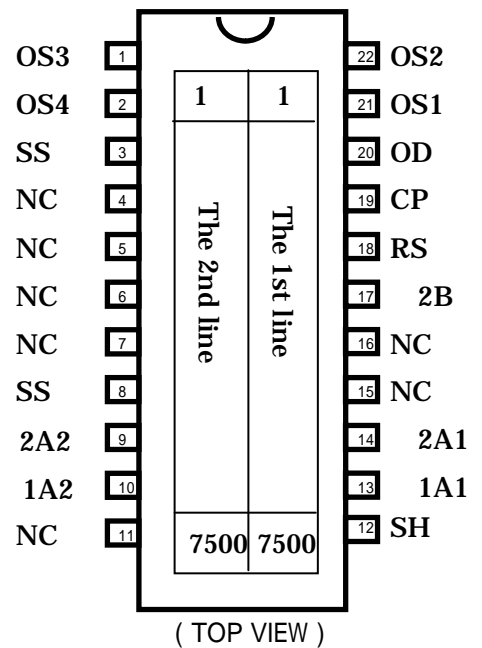 OS3 1 22 OS2
OS4 2 1 1 21 OS1
SS 3 20 OD
NC 4 19 CP
NC 5 18 RS
NC 6 17 2B
NC 7 16 NC
SS 8 15 NC
2A2 9 14 2A1
1A2 10 13 1A1
NC 11 12 SH
The 2nd line
The 1st line
7500 7500
( TOP VIEW )